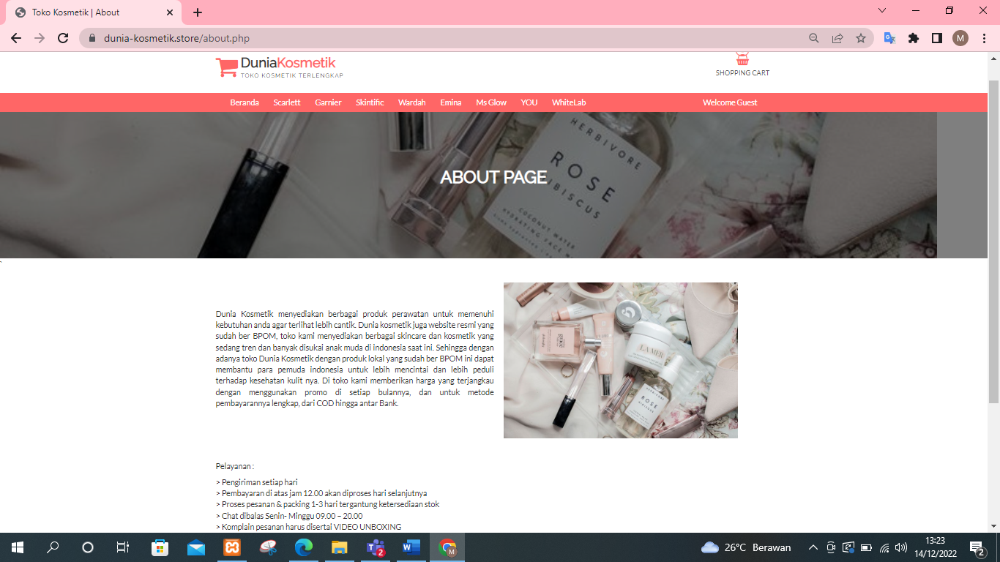 Toko Kosmetik | About
dunia-kosmetik.store/about.php
M
DuniaKosmetik
TOKO KOSMETIK TERLENGKAP
SHOPPING CART
Beranda Scarlett Garnier Skintific Wardah Emina Ms Glow YOU WhiteLab Welcome Guest
HERBIVORE
ROSE
HIBISCUS
COCONUT WATER
HYDRATING FACE
ABOUT PAGE
Dunia Kosmetik menyediakan berbagai produk perawatan untuk memenuhi
kebutuhan anda agar terlihat lebih cantik. Dunia kosmetik juga website resmi yang
sudah ber BPOM, toko kami menyediakan berbagai skincare dan kosmetik yang
sedang tren dan banyak disukai anak muda di indonesia saat ini. Sehingga dengan
adanya toko Dunia Kosmetik dengan produk lokal yang sudah ber BPOM ini dapat
membantu para pemuda indonesia untuk lebih mencintai dan lebih peduli
terhadap kesehatan kulit nya. Di toko kami memberikan harga yang terjangkau
dengan menggunakan promo di setiap bulannya, dan untuk metode
pembayarannya lengkap, dari COD hingga antar Bank.
LA MER
ROSE
HIBISCUS
Pelayanan :
> Pengiriman setiap hari
> Pembayaran di atas jam 12.00 akan diproses hari selanjutnya
> Proses pesanan & packing 1-3 hari tergantung ketersediaan stok
> Chat dibalas Senin- Minggu 09.00 – 20.00
> Komplain pesanan harus disertai VIDEO UNBOXING
26°C Berawan
13:23
14/12/2022
2